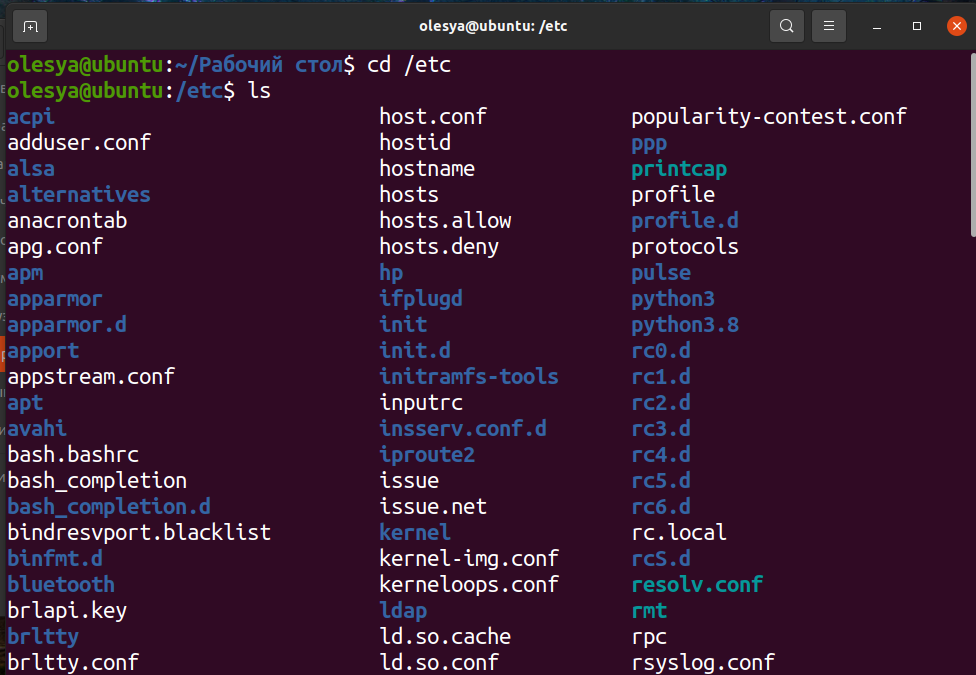 olesya@ubuntu: /etc
olesya@ubuntu:~/Рабочий стол$ cd /etc
olesya@ubuntu:/etc$ ls
acpi host.conf popularity-contest.conf
adduser.conf hostid ppp
alsa hostname printcap
alternatives hosts profile
anacrontab hosts.allow profile.d
apg.conf hosts.deny protocols
apm hp pulse
apparmor ifplugd python3
apparmor.d init python3.8
apport init.d rc0.d
appstream.conf initramfs-tools rc1.d
apt inputrc rc2.d
avahi insserv.conf.d rc3.d
bash.bashrc iproute2 rc4.d
bash_completion issue rc5.d
bash_completion.d issue.net rc6.d
bindresvport.blacklist kernel rc.local
binfmt.d kernel-img.conf rcS.d
bluetooth kerneloops.conf resolv.conf
brlapi.key ldap rmt
brltty ld.so.cache rpc
brltty.conf ld.so.conf rsyslog.conf